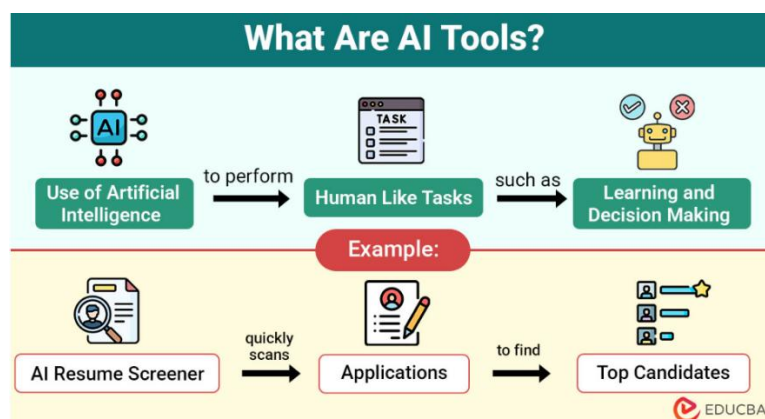 What Are AI Tools?
AI
TASK
Use of Artificial
Intelligence
to perform
Human Like Tasks
such as
Learning and
Decision Making
Example:
AI Resume Screener
quickly
scans
Applications
to find
Top Candidates
EDUCBA